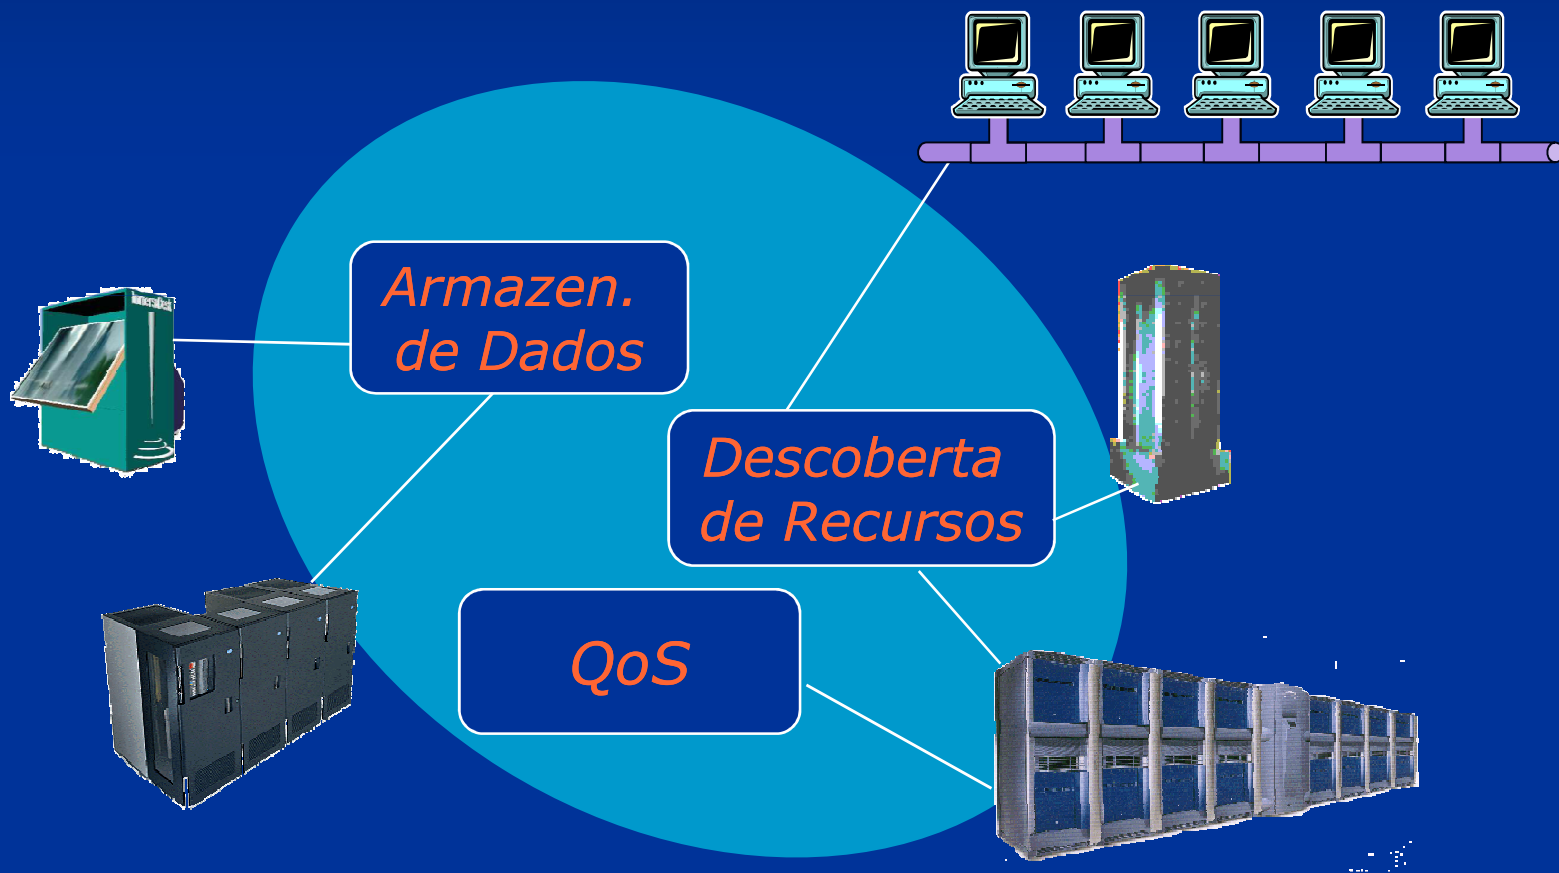 Armazen.
de Dados
Descoberta
de Recursos
QoS